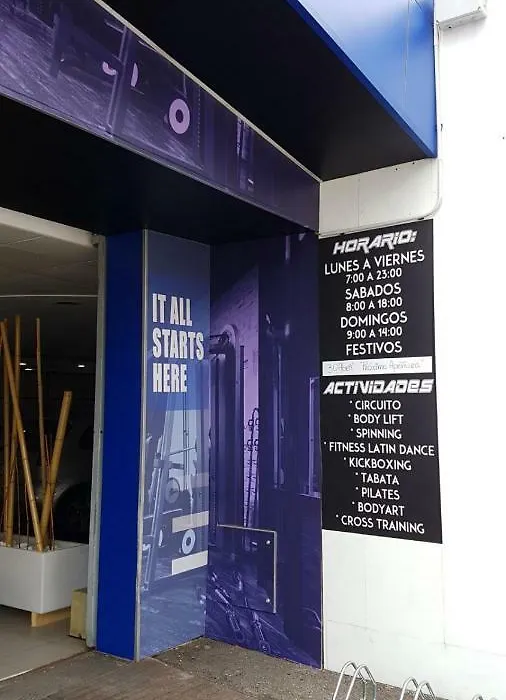 IT ALL
STARTS
HERE
HORARIO:
LUNES A VIERNES
7:00 A 23:00
SABADOS
8:00 A 18:00
DOMINGOS
9:00 A 14:00
FESTIVOS
ACTIVIDADES
* CIRCUITO
* BODY LIFT
* SPINNING
* FITNESS LATIN DANCE
* KICKBOXING
* TABATA
* PILATES
* BODYART
* CROSS TRAINING